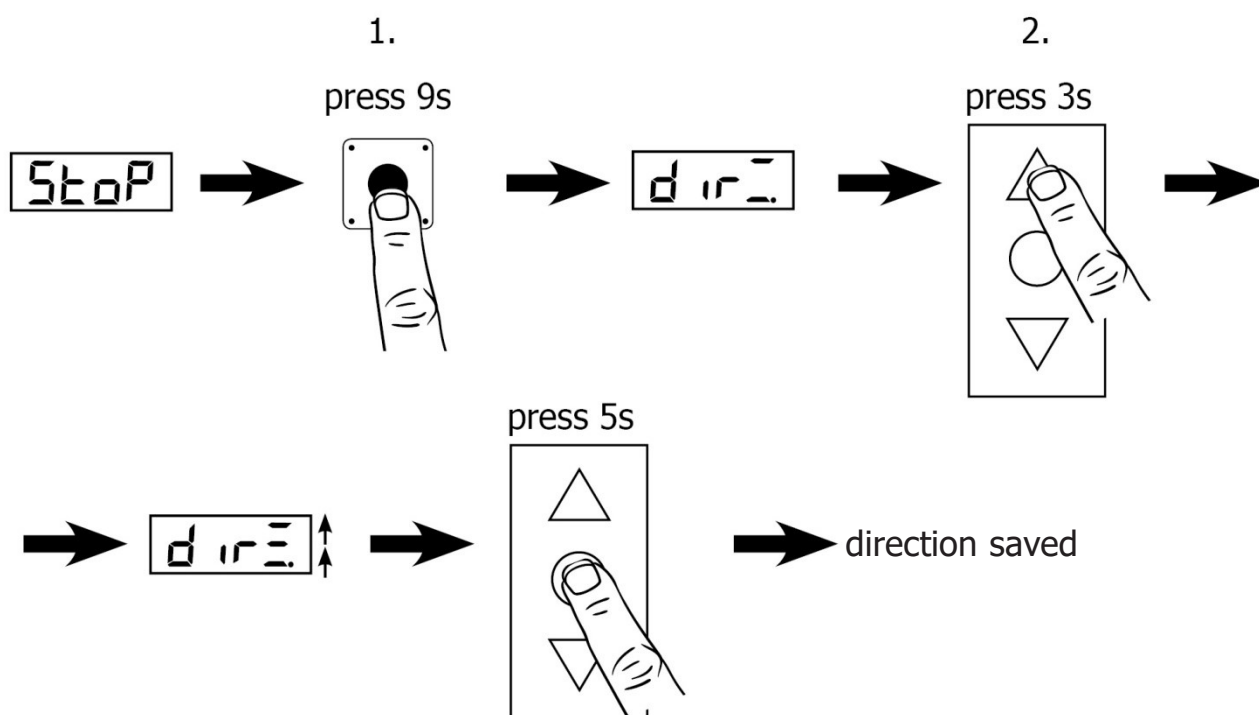 1.
2.
press 9s
press 3s
StoP
dir
press 5s
dir
direction saved